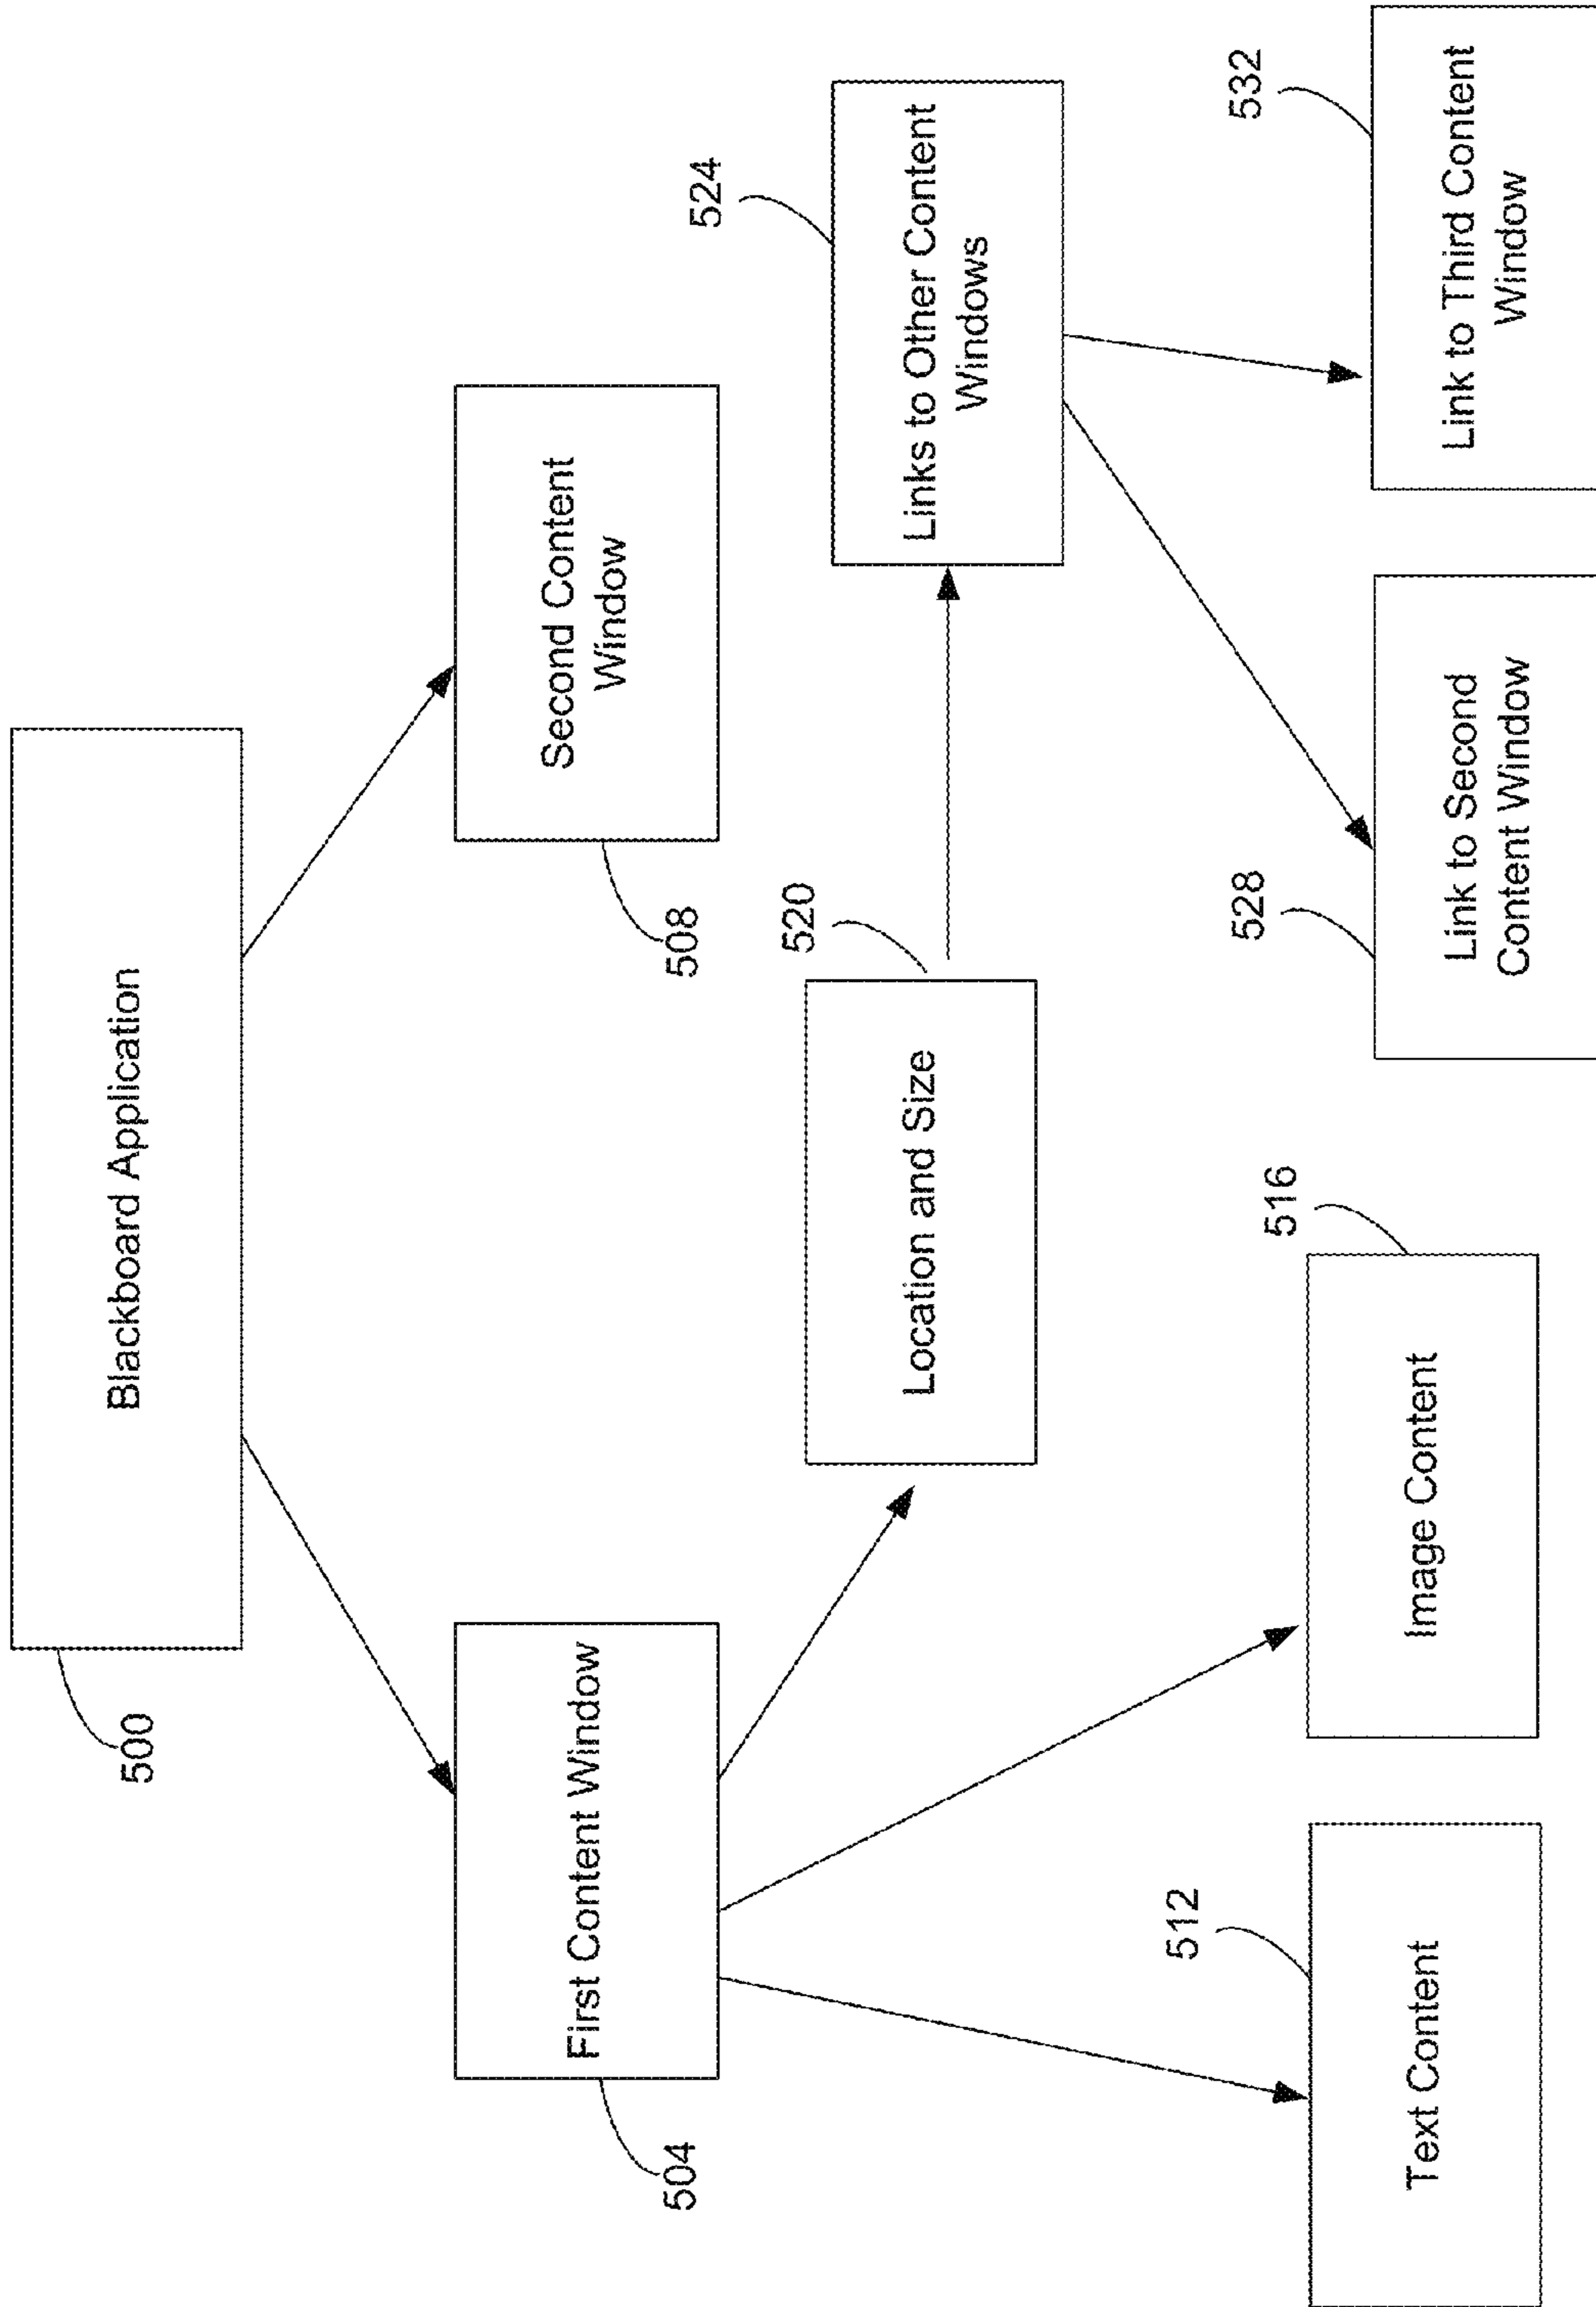 Blackboard Application
500
First Content Window
504
Second Content
Window
508
Location and Size
520
Links to Other Content
Windows
524
Text Content
512
Image Content
516
Link to Second
Content Window
528
Link to Third Content
Window
532